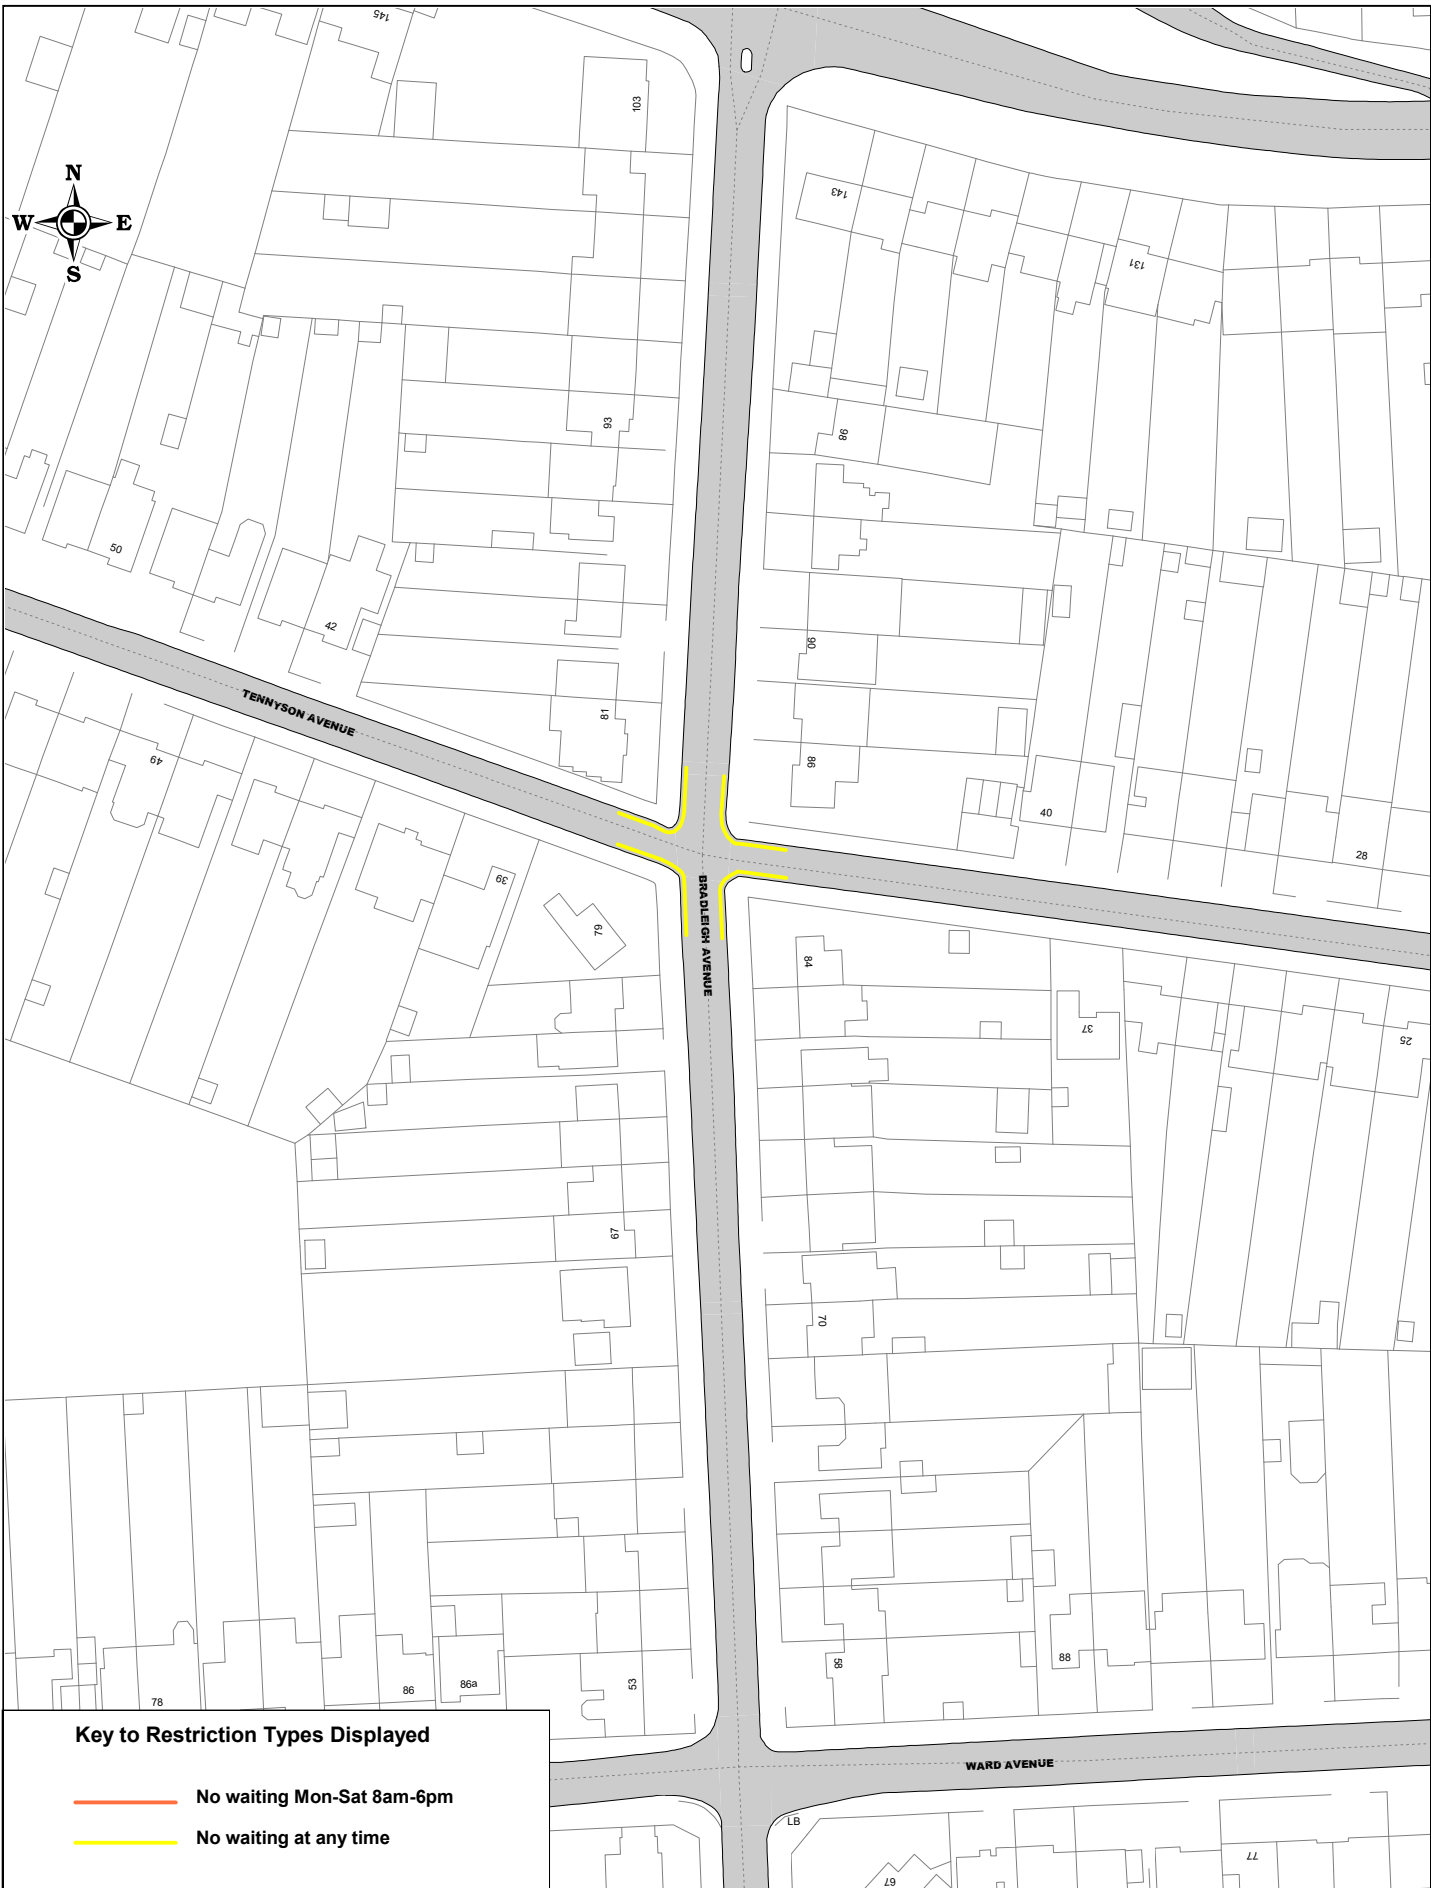 145
103
N
W E
S
143
131
93
98
50
42
90
TENNYSON AVENUE
81
49
86
40
28
39
BRADLEIGH AVENUE
79
84
37
25
67
70
58
88
53
86a
86
78
Key to Restriction Types Displayed
No waiting Mon-Sat 8am-6pm
No waiting at any time
WARD AVENUE
LB
77
67